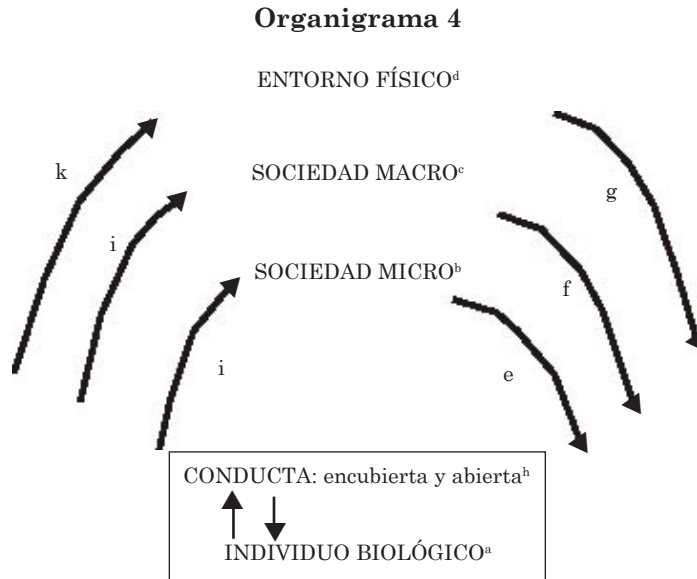 Organigrama 4
ENTORNO FÍSICOᵈ
k
SOCIEDAD MACROᶜ
g
i
SOCIEDAD MICROᵇ
f
i
e
CONDUCTA: encubierta y abiertaʰ
INDIVIDUO BIOLÓGICOᵃ